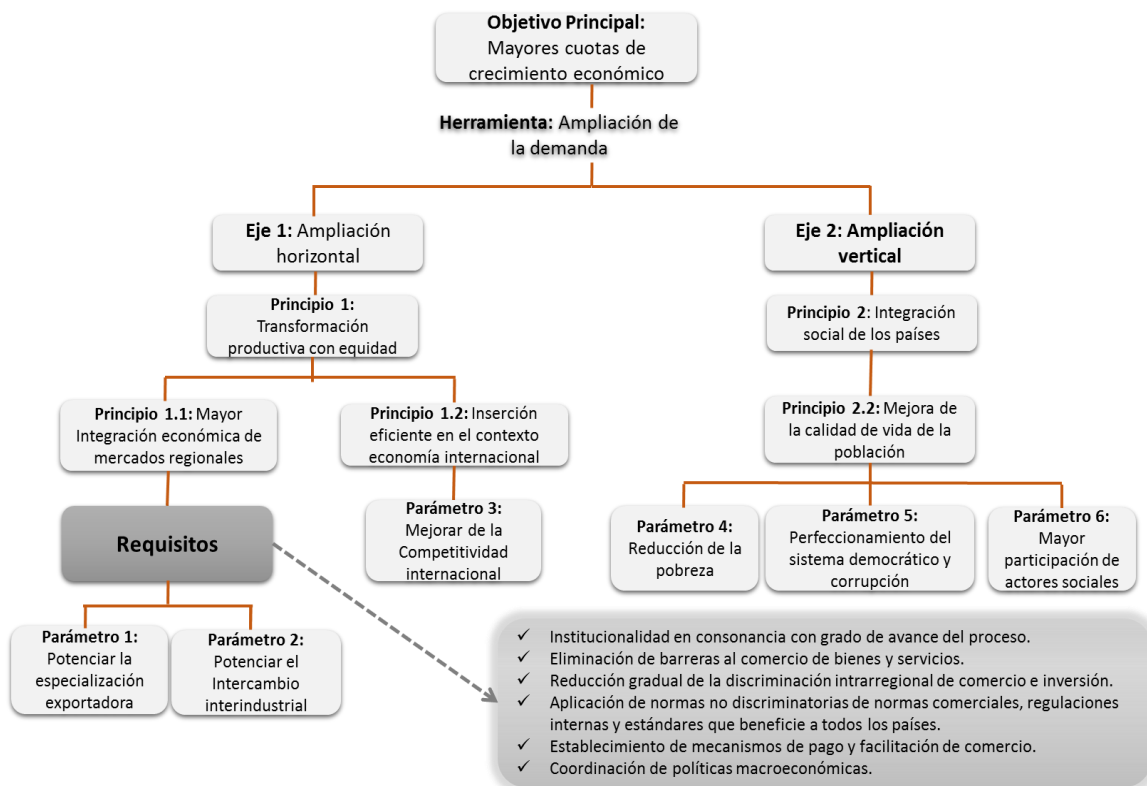 Objetivo Principal:
Mayores cuotas de
crecimiento económico
Herramienta: Ampliación de
la demanda
Eje 1: Ampliación
horizontal
Eje 2: Ampliación
vertical
Principio 1:
Transformación
productiva con equidad
Principio 2: Integración
social de los países
Principio 1.1: Mayor
Integración económica de
mercados regionales
Principio 1.2: Inserción
eficiente en el contexto
economía internacional
Principio 2.2: Mejora de
la calidad de vida de la
población
Requisitos
Parámetro 3:
Mejorar de la
Competitividad
internacional
Parámetro 4:
Reducción de la
pobreza
Parámetro 5:
Perfeccionamiento del
sistema democrático y
corrupción
Parámetro 6:
Mayor
participación de
actores sociales
Parámetro 1:
Potenciar la
especialización
exportadora
Parámetro 2:
Potenciar el
Intercambio
interindustrial
✓ Institucionalidad en consonancia con grado de avance del proceso.
✓ Eliminación de barreras al comercio de bienes y servicios.
✓ Reducción gradual de la discriminación intrarregional de comercio e inversión.
✓ Aplicación de normas no discriminatorias de normas comerciales, regulaciones
internas y estándares que beneficie a todos los países.
✓ Establecimiento de mecanismos de pago y facilitación de comercio.
✓ Coordinación de políticas macroeconómicas.